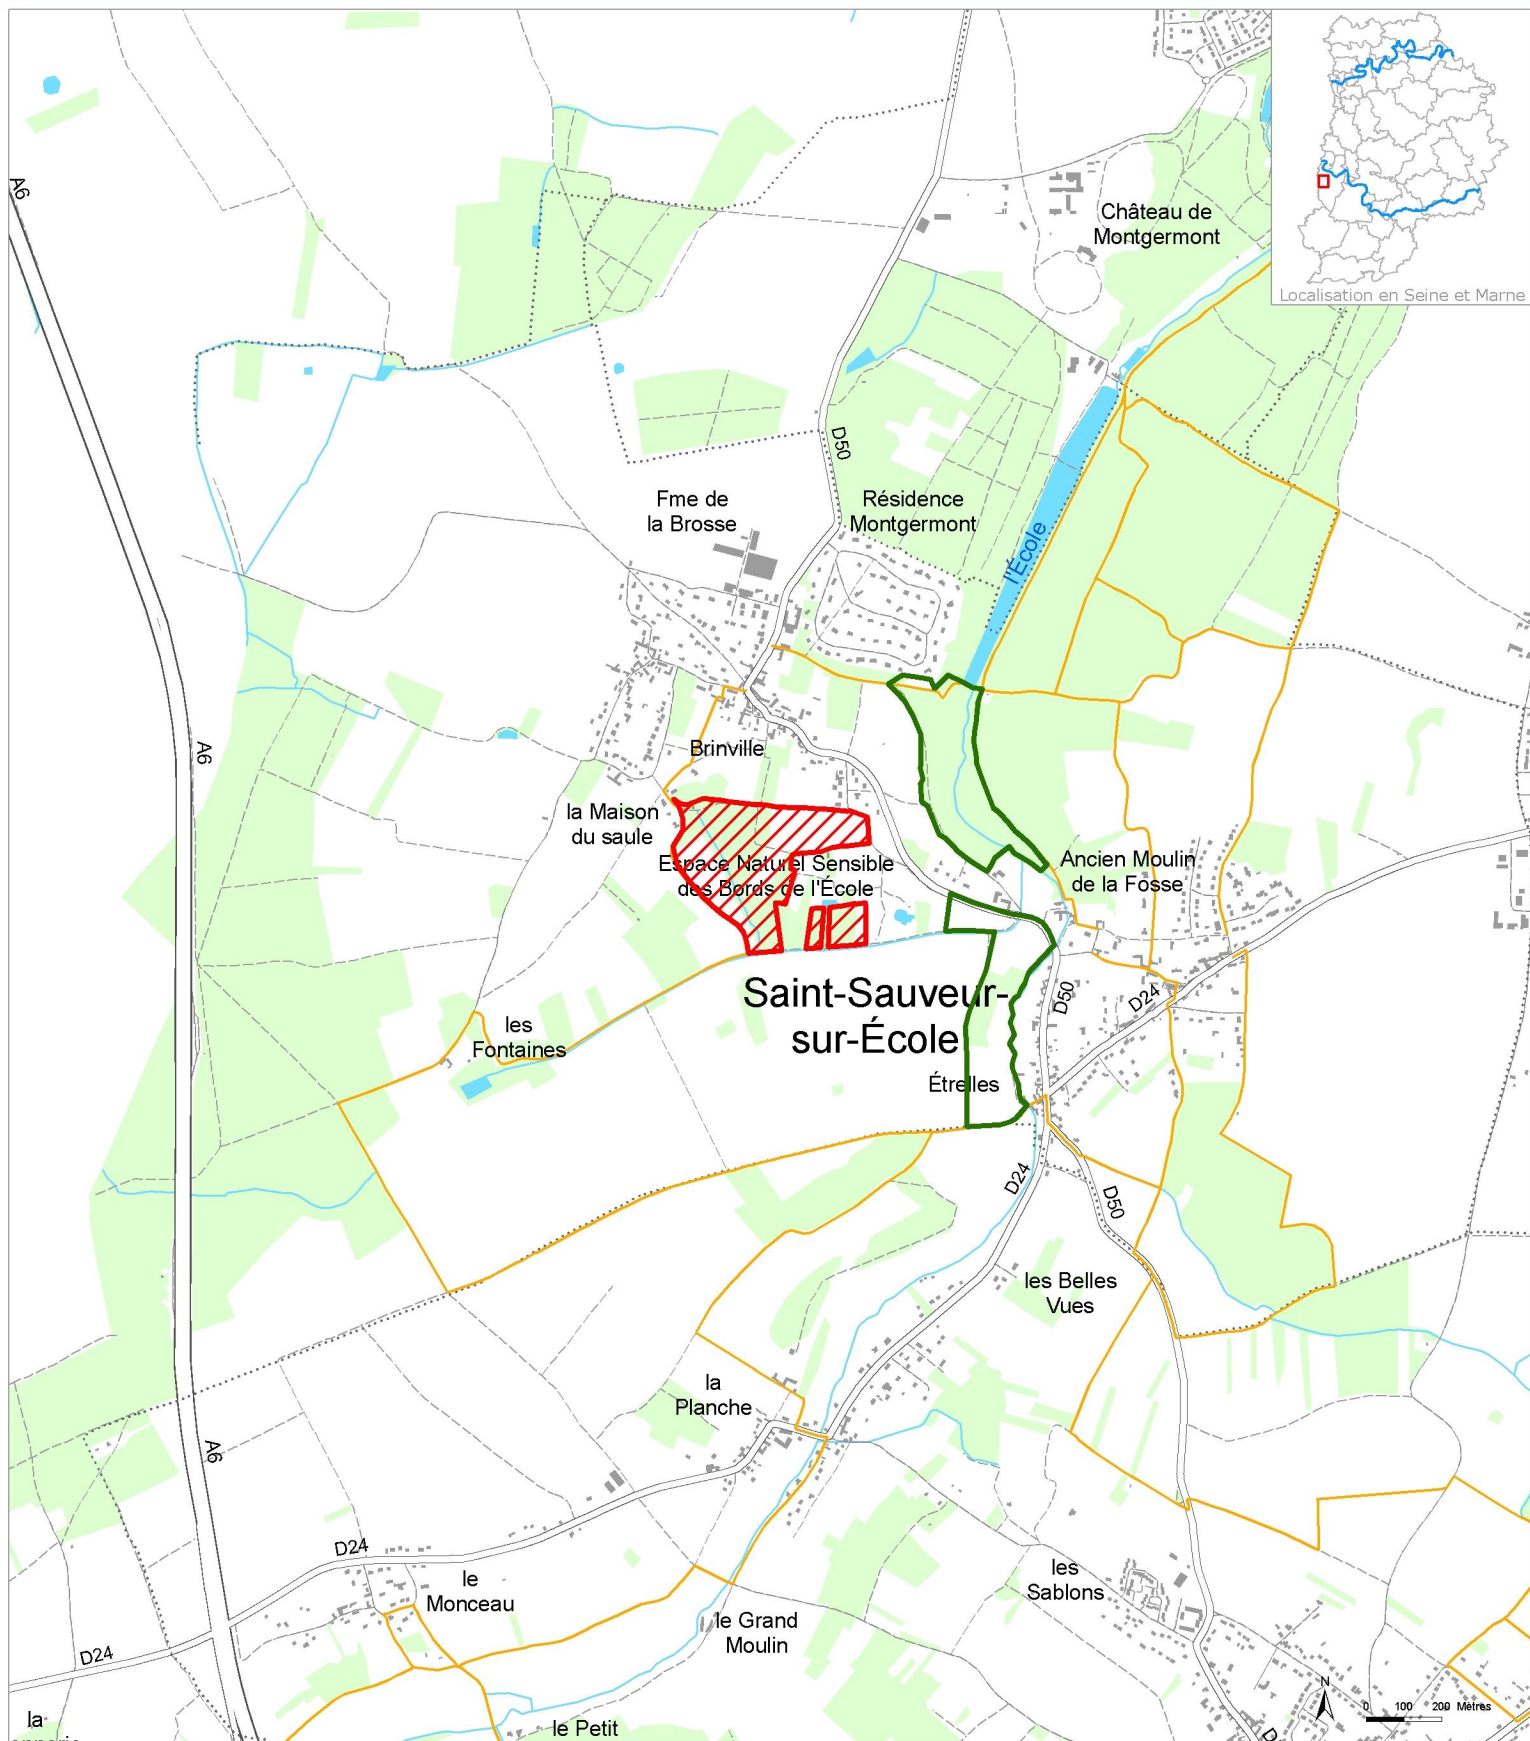 A6
Château de
Montgermont
Localisation en Seine et Marne
D50
Fme de
la Brosse
Résidence
Montgermont
l'École
A6
Brinville
la Maison
du saule
Espace Naturel Sensible
des Bords de l'École
Ancien Moulin
de la Fosse
Saint-Sauveur-
sur-École
D50
D24
les
Fontaines
Étrelles
D24
D50
les Belles
Vues
la
Planche
A6
D24
le
Monceau
les
Sablons
le Grand
Moulin
D24
N
0 100 200 Mètres
la
le Petit